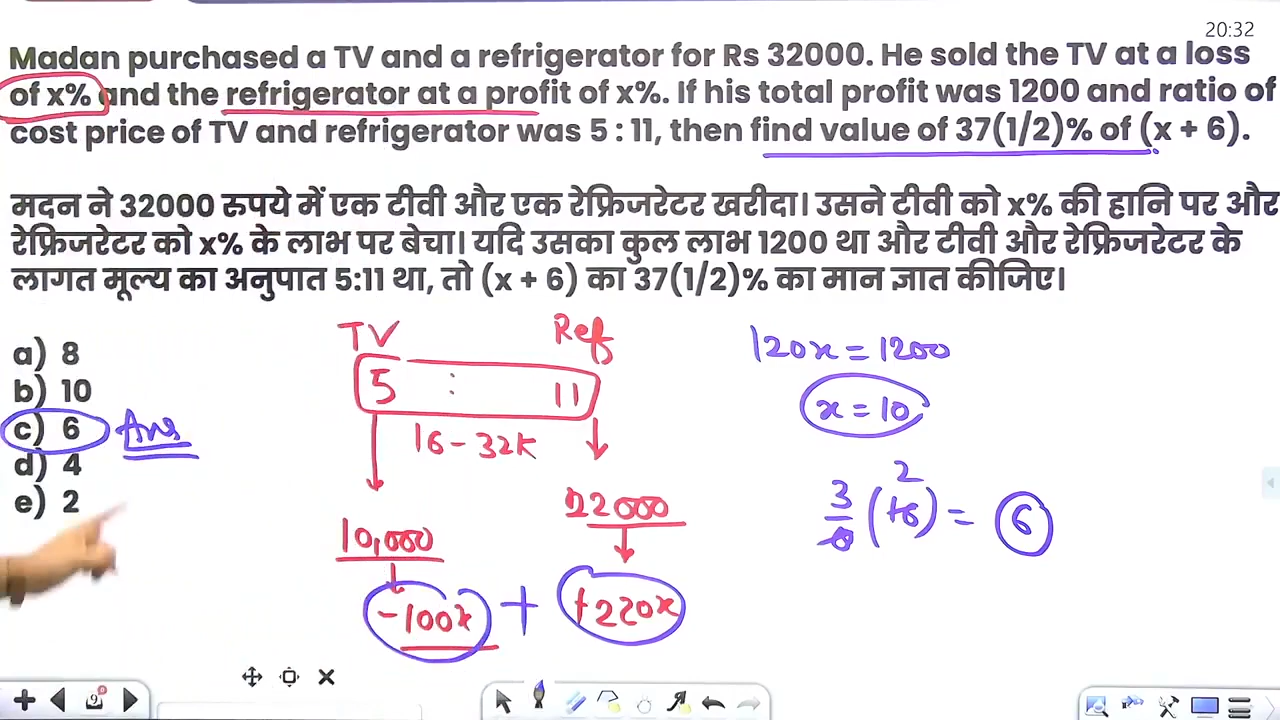 20:32
Madan purchased a TV and a refrigerator for Rs 32000. He sold the TV at a loss
of x% and the refrigerator at a profit of x%. If his total profit was 1200 and ratio of
cost price of TV and refrigerator was 5 : 11, then find value of 37(1/2)% of (x + 6).
मदन ने 32000 रुपये में एक टीवी और एक रेफ्रिजरेटर खरीदा। उसने टीवी को x% की हानि पर और
रेफ्रिजरेटर को x% के लाभ पर बेचा। यदि उसका कुल लाभ 1200 था और टीवी और रेफ्रिजरेटर के
लागत मूल्य का अनुपात 5:11 था, तो (x + 6) का 37(1/2)% का मान ज्ञात कीजिए।
a) 8
b) 10
c) 6 Ans
d) 4
e) 2
TV Ref
5 : 11
16 - 32K
10,000 22000
-100x + +220x
120x = 1200
x = 10
2
3/8 (16) = 6
9